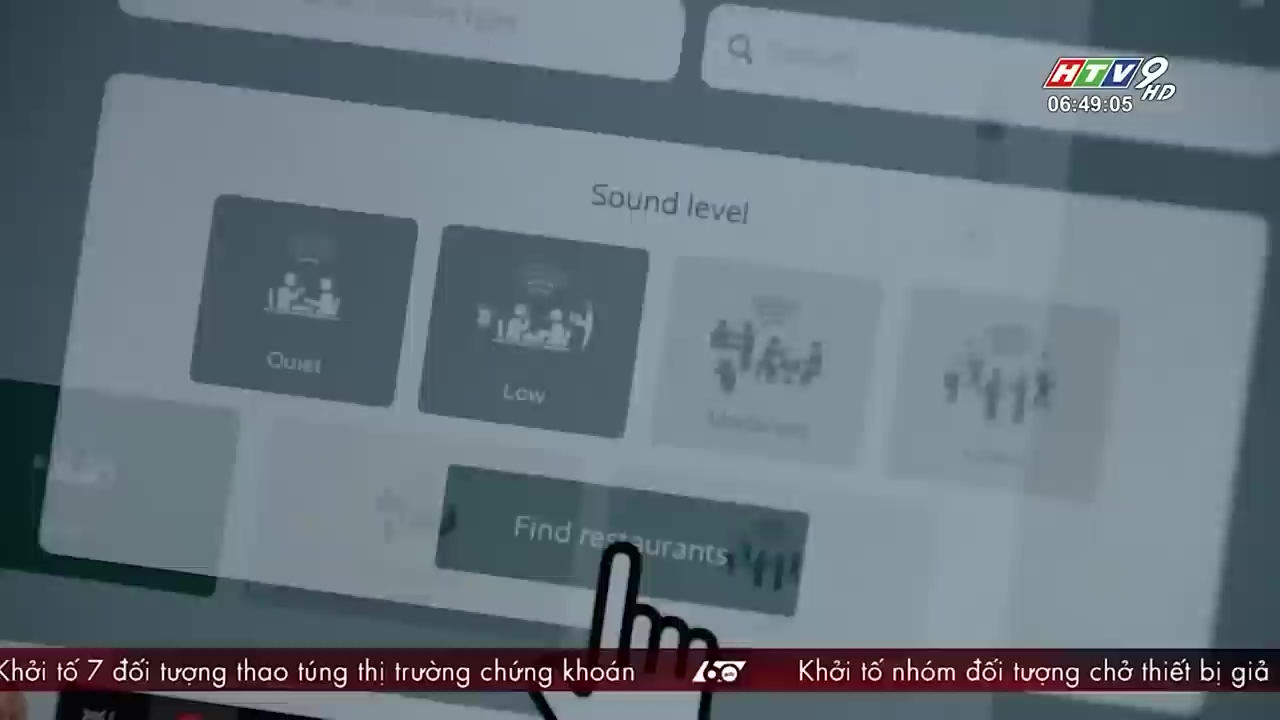 HTV9
HD
06:49:05
Sound level
Quiet
Low
Find restaurants
Khởi tố 7 đối tượng thao túng thị trường chứng khoán
60
Khởi tố nhóm đối tượng chở thiết bị giả